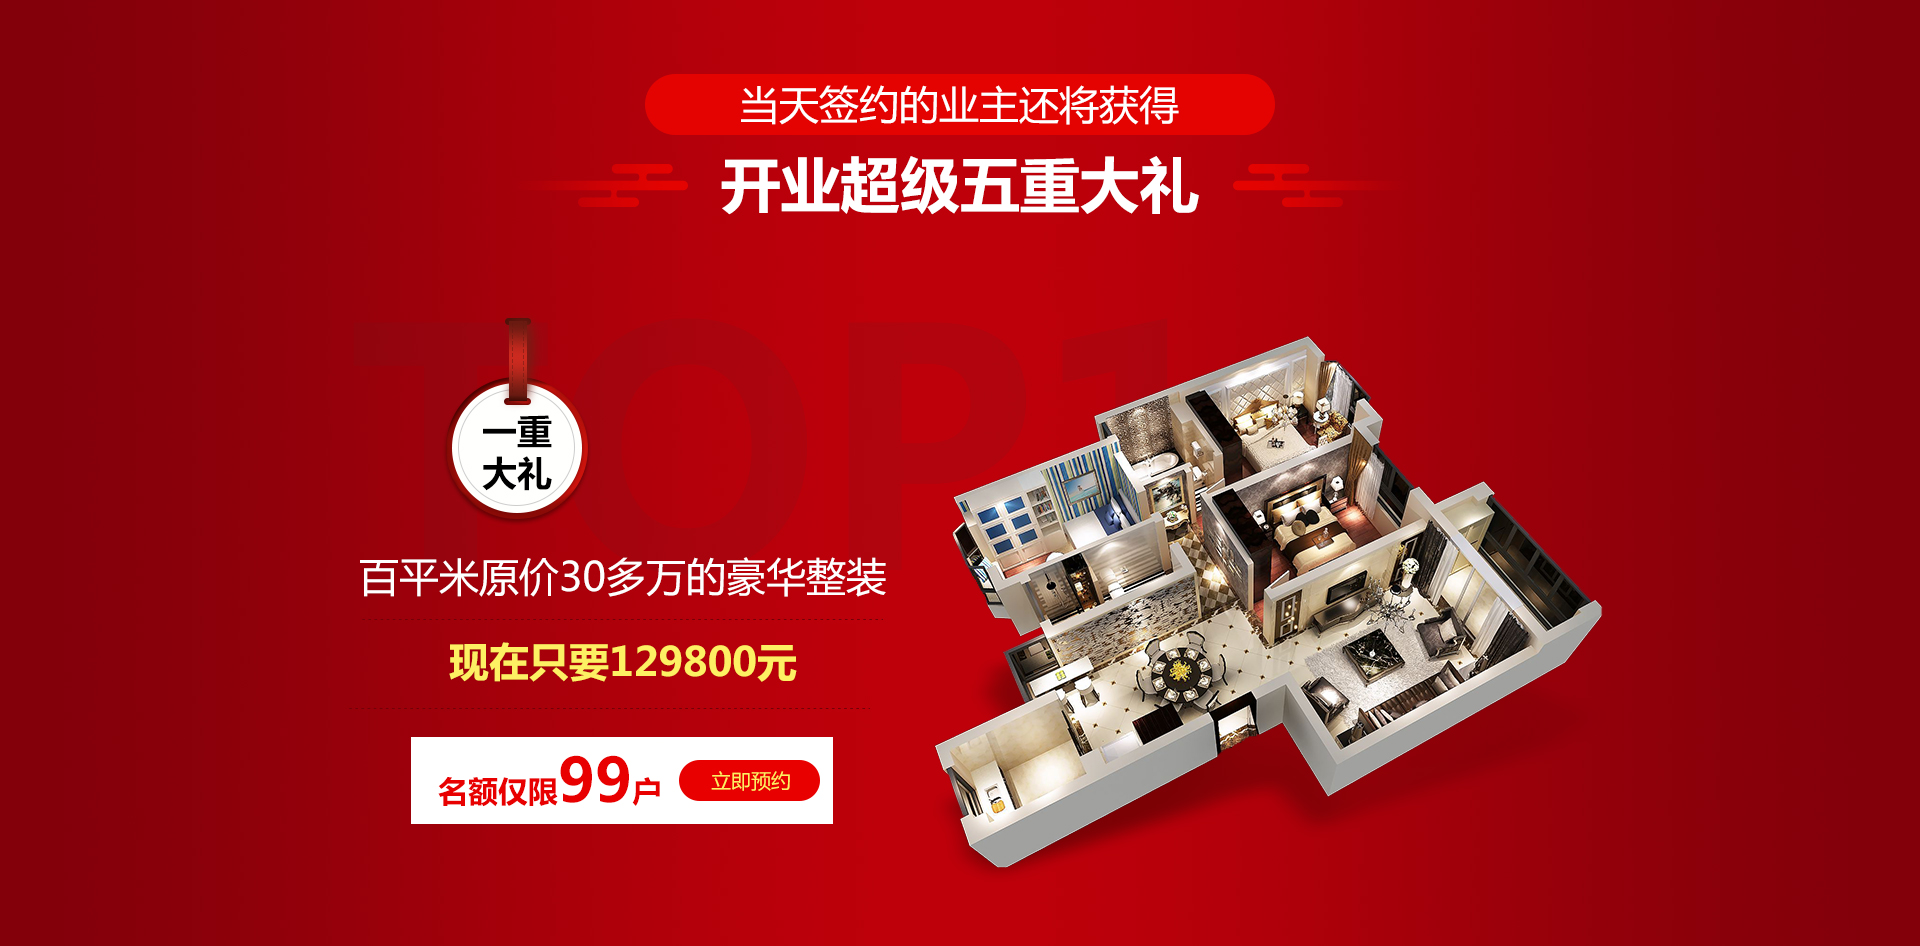 当天签约的业主还将获得
开业超级五重大礼
TOP1
一重
大礼
百平米原价30多万的豪华整装
现在只要129800元
名额仅限99户
立即预约